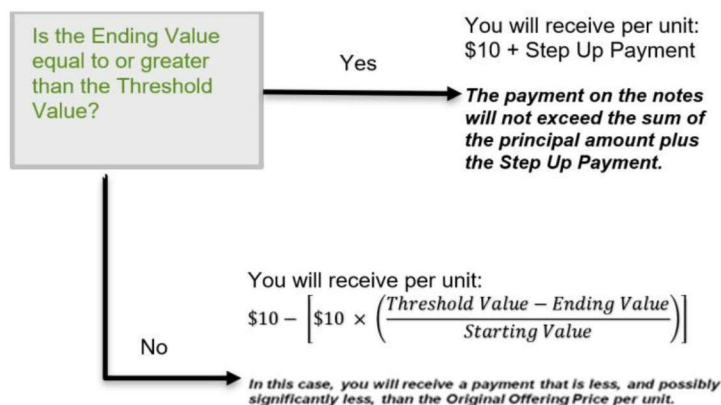 Is the Ending Value
equal to or greater
than the Threshold
Value?
Yes
You will receive per unit:
$10 + Step Up Payment
The payment on the notes
will not exceed the sum of
the principal amount plus
the Step Up Payment.
No
You will receive per unit:
$10 – [$10 × (Threshold Value – Ending Value / Starting Value)]
In this case, you will receive a payment that is less, and possibly
significantly less, than the Original Offering Price per unit.